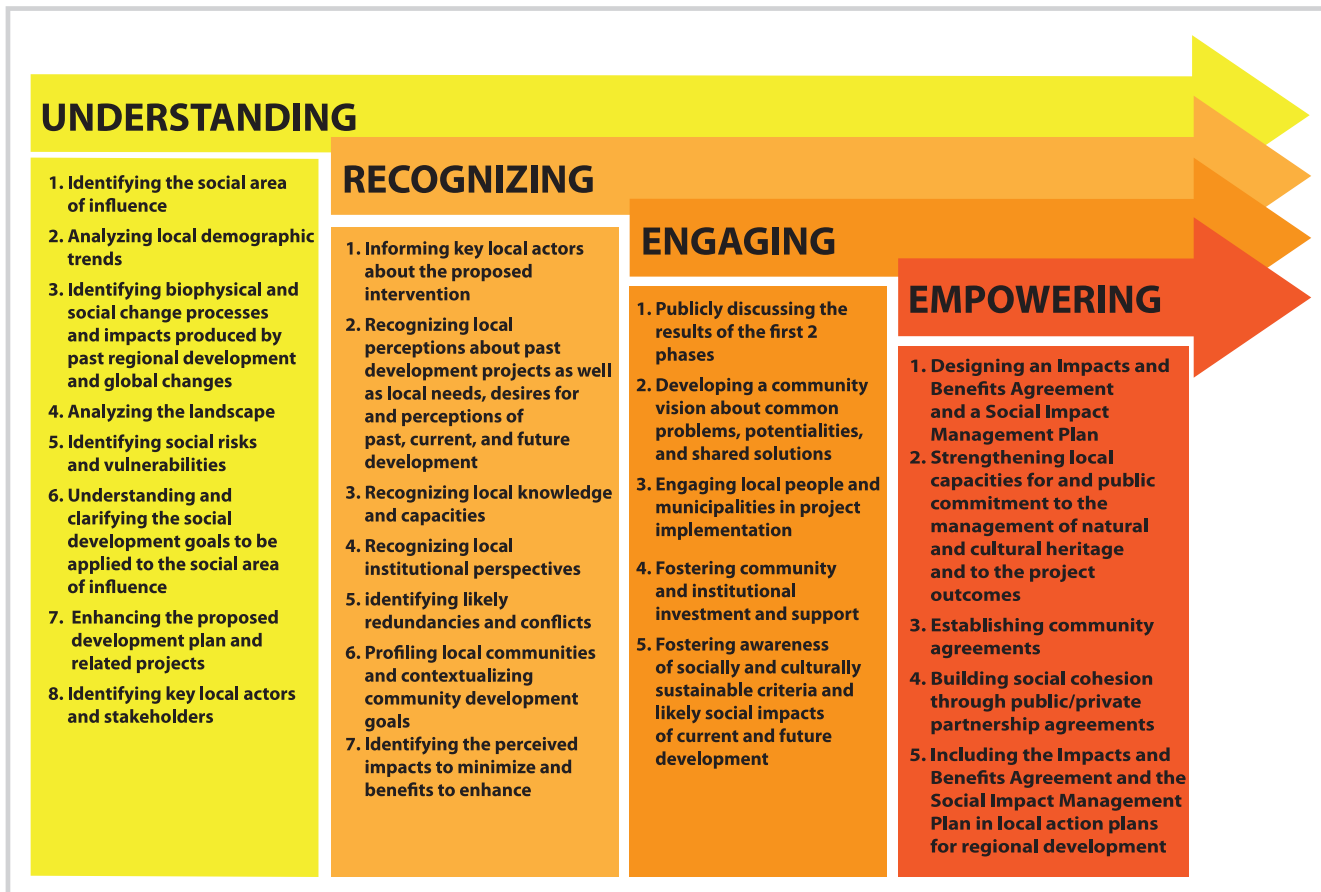 UNDERSTANDING
1. Identifying the social area
of influence
2. Analyzing local demographic
trends
3. Identifying biophysical and
social change processes
and impacts produced by
past regional development
and global changes
4. Analyzing the landscape
5. Identifying social risks
and vulnerabilities
6. Understanding and
clarifying the social
development goals to be
applied to the social area
of influence
7. Enhancing the proposed
development plan and
related projects
8. Identifying key local actors
and stakeholders
RECOGNIZING
1. Informing key local actors
about the proposed
intervention
2. Recognizing local
perceptions about past
development projects as well
as local needs, desires for
and perceptions of
past, current, and future
development
3. Recognizing local knowledge
and capacities
4. Recognizing local
institutional perspectives
5. identifying likely
redundancies and conflicts
6. Profiling local communities
and contextualizing
community development
goals
7. Identifying the perceived
impacts to minimize and
benefits to enhance
ENGAGING
1. Publicly discussing the
results of the first 2
phases
2. Developing a community
vision about common
problems, potentialities,
and shared solutions
3. Engaging local people and
municipalities in project
implementation
4. Fostering community
and institutional
investment and support
5. Fostering awareness
of socially and culturally
sustainable criteria and
likely social impacts
of current and future
development
EMPOWERING
1. Designing an Impacts and
Benefits Agreement
and a Social Impact
Management Plan
2. Strengthening local
capacities for and public
commitment to the
management of natural
and cultural heritage
and to the project
outcomes
3. Establishing community
agreements
4. Building social cohesion
through public/private
partnership agreements
5. Including the Impacts and
Benefits Agreement and the
Social Impact Management
Plan in local action plans
for regional development